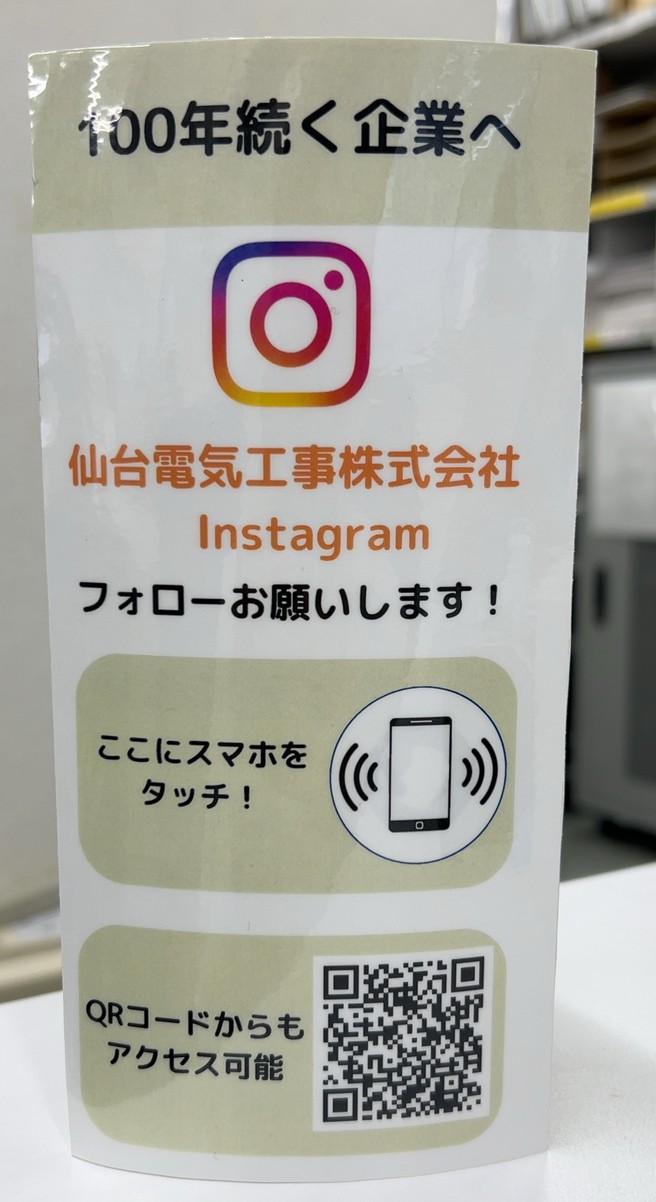 100年続く企業へ
仙台電気工事株式会社
Instagram
フォローお願いします！
ここにスマホを
タッチ！
QRコードからも
アクセス可能